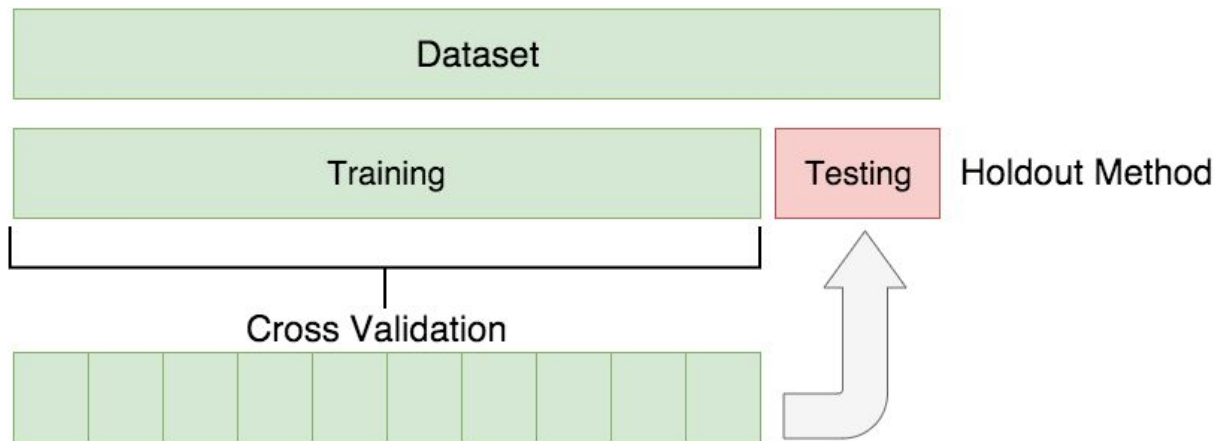 Dataset
Training
Testing
Holdout Method
Cross Validation